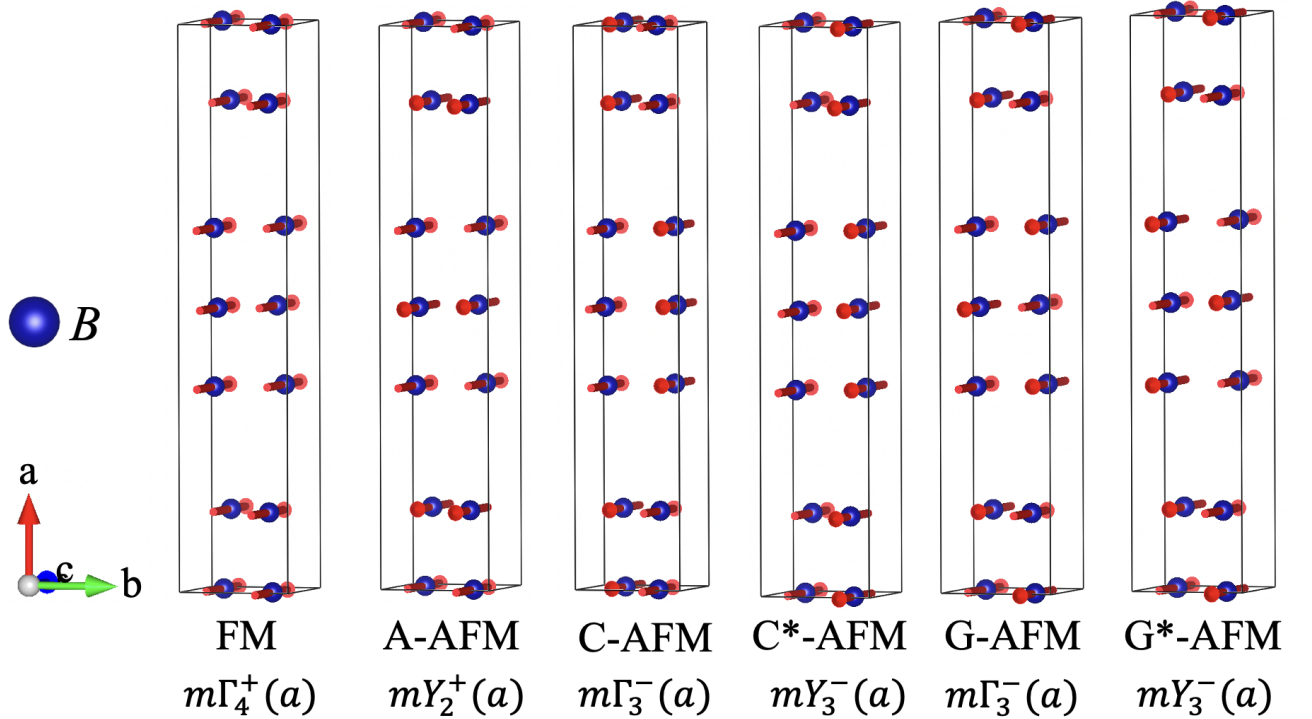 B
a
c
b
FM A-AFM C-AFM C*-AFM G-AFM G*-AFM
𝑚Γ₄⁺(𝑎) 𝑚Y₂⁺(𝑎) 𝑚Γ₃⁻(𝑎) 𝑚Y₃⁻(𝑎) 𝑚Γ₃⁻(𝑎) 𝑚Y₃⁻(𝑎)